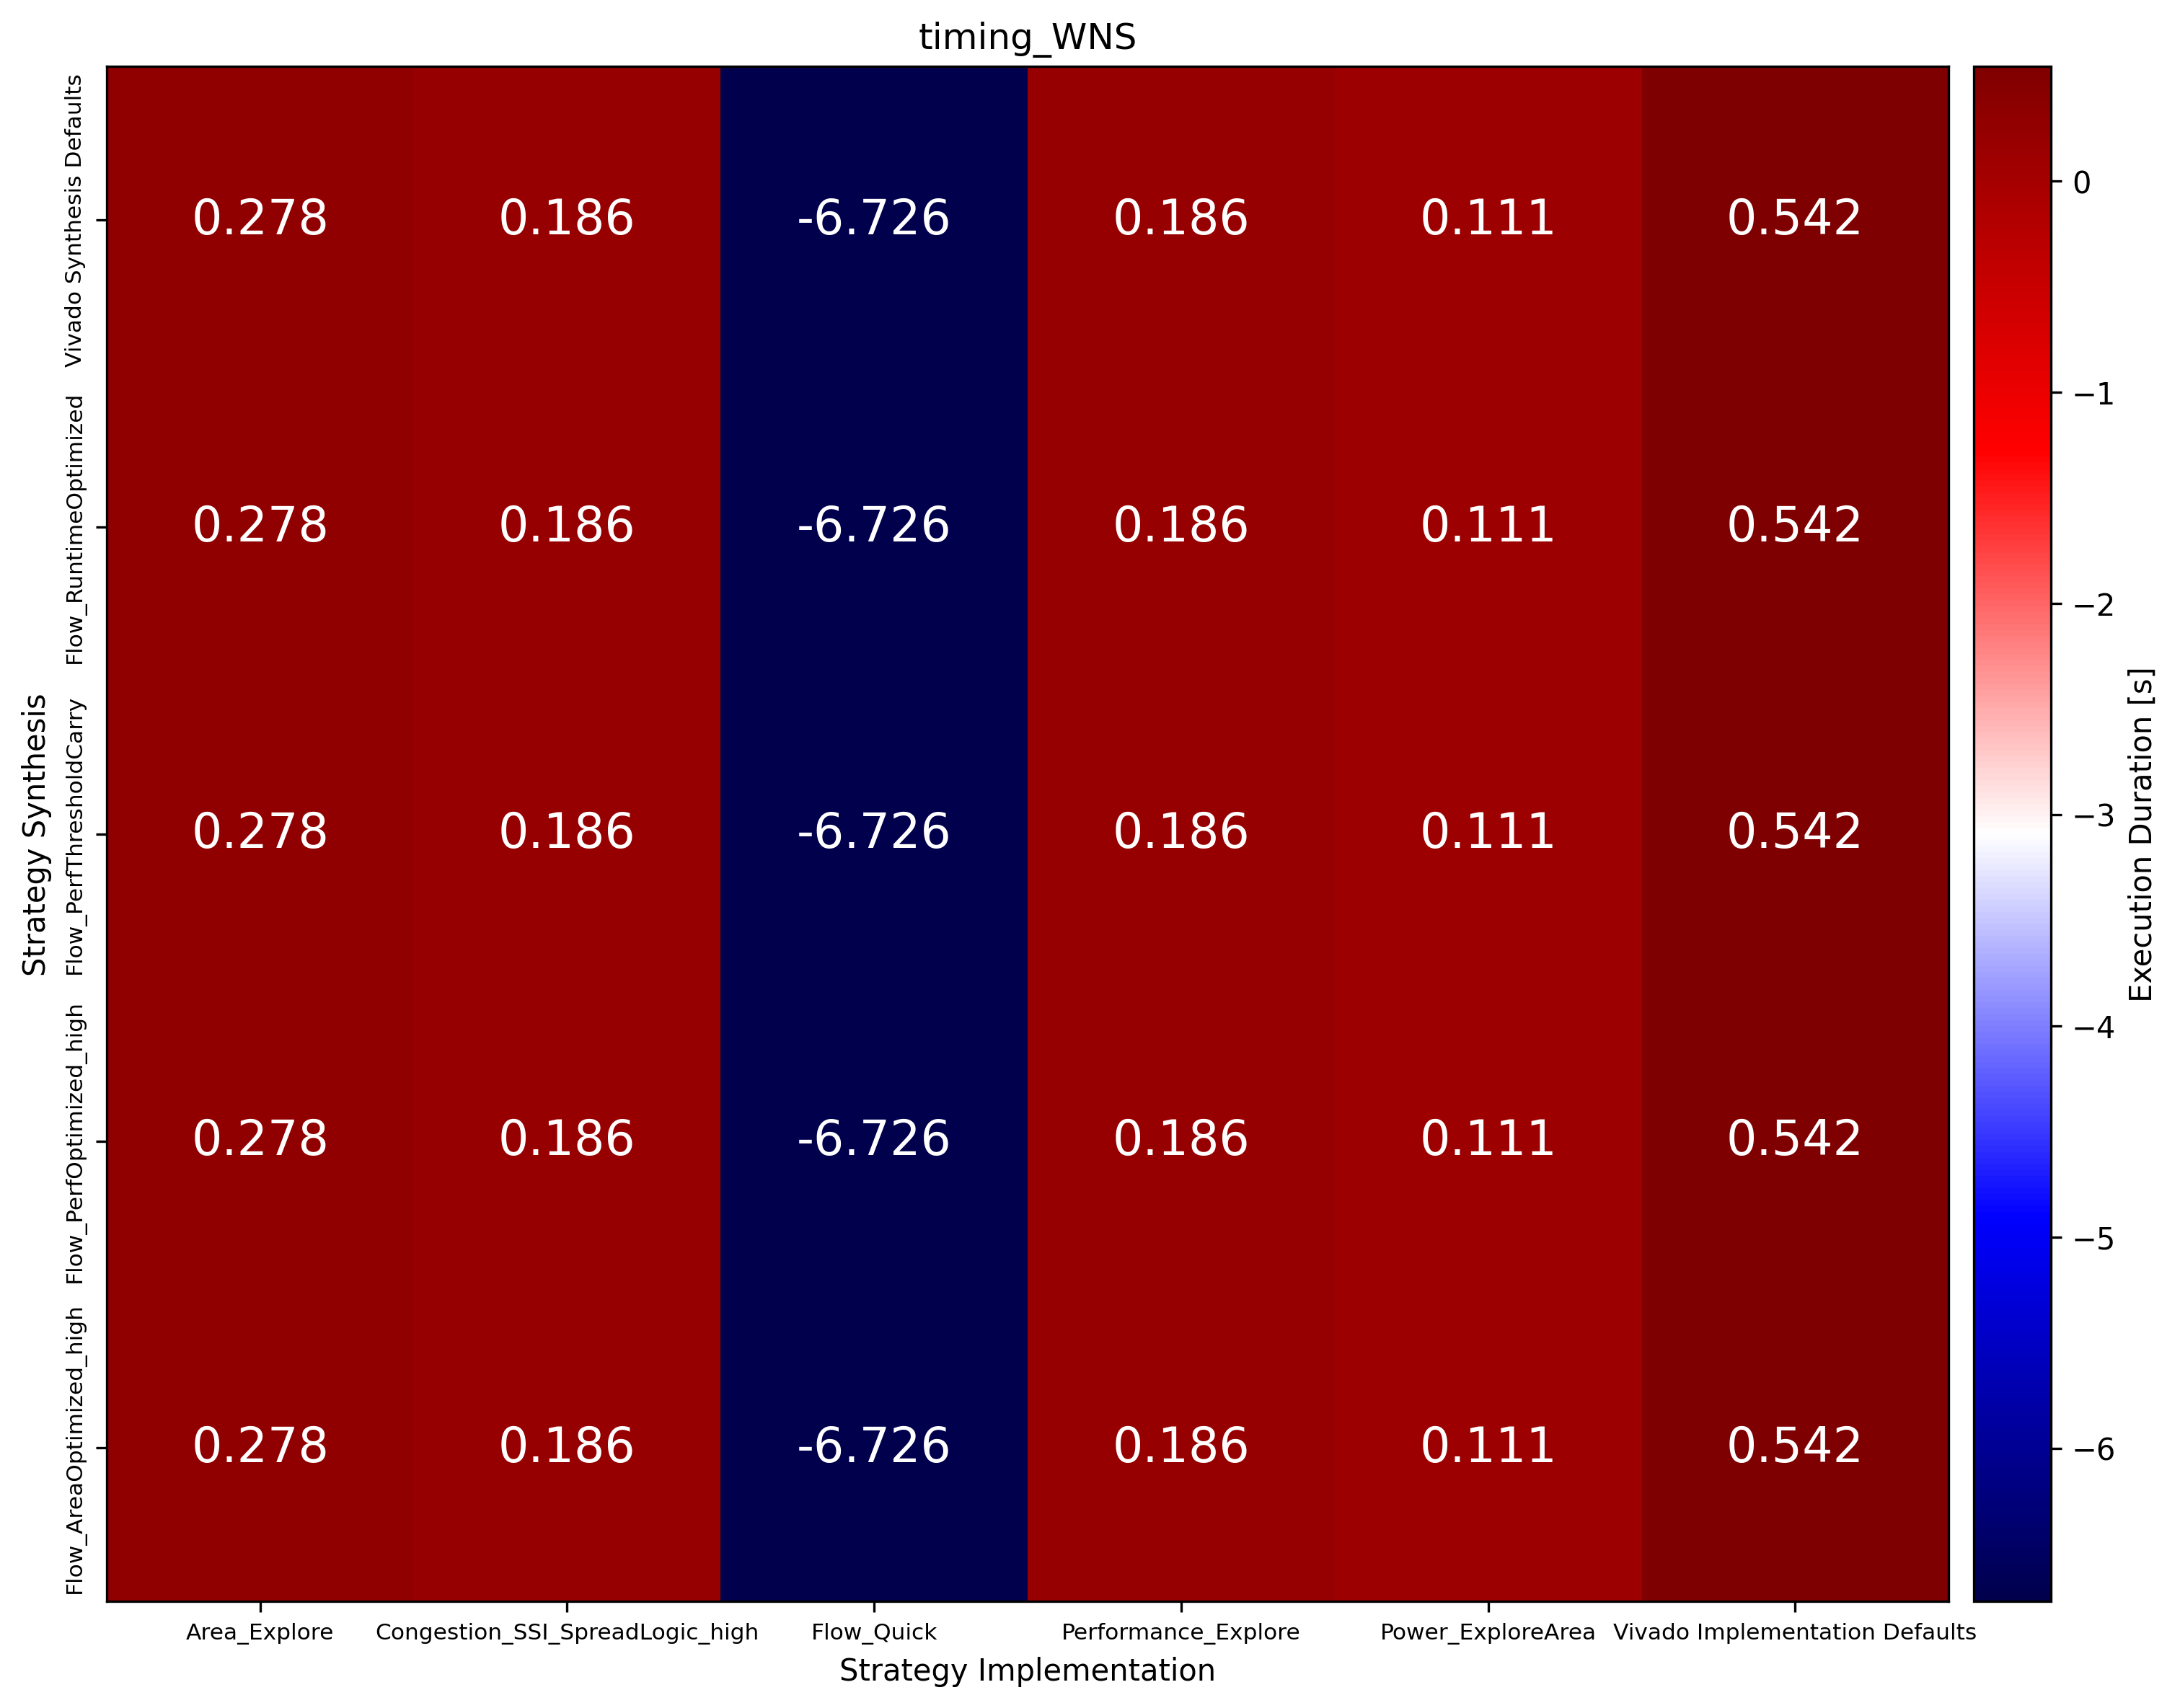 timing_WNS
Strategy Synthesis
Vivado Synthesis Defaults
0.278 0.186 -6.726 0.186 0.111 0.542
Flow_RuntimeOptimized
0.278 0.186 -6.726 0.186 0.111 0.542
Flow_PerfThresholdCarry
0.278 0.186 -6.726 0.186 0.111 0.542
Flow_PerfOptimized_high
0.278 0.186 -6.726 0.186 0.111 0.542
Flow_AreaOptimized_high
0.278 0.186 -6.726 0.186 0.111 0.542
Area_Explore Congestion_SSI_SpreadLogic_high Flow_Quick Performance_Explore Power_ExploreArea Vivado Implementation Defaults
Strategy Implementation
0
−1
−2
−3
−4
−5
−6
Execution Duration [s]